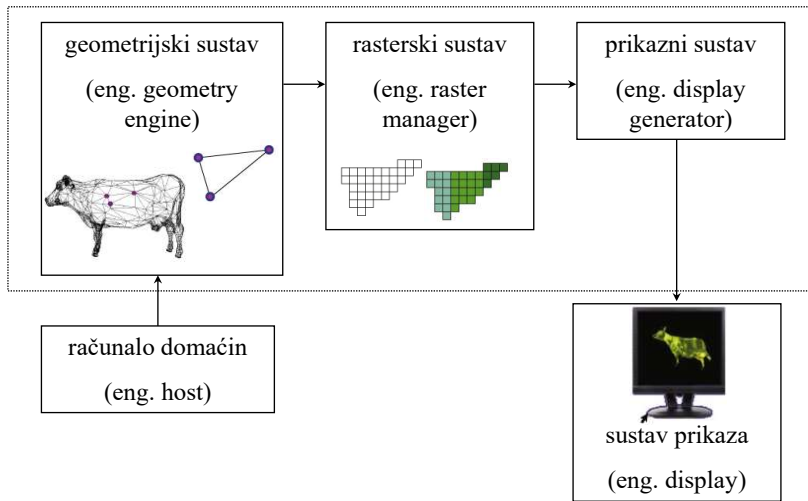 geometrijski sustav
(eng. geometry
engine)
rasterski sustav
(eng. raster
manager)
prikazni sustav
(eng. display
generator)
računalo domaćin
(eng. host)
sustav prikaza
(eng. display)